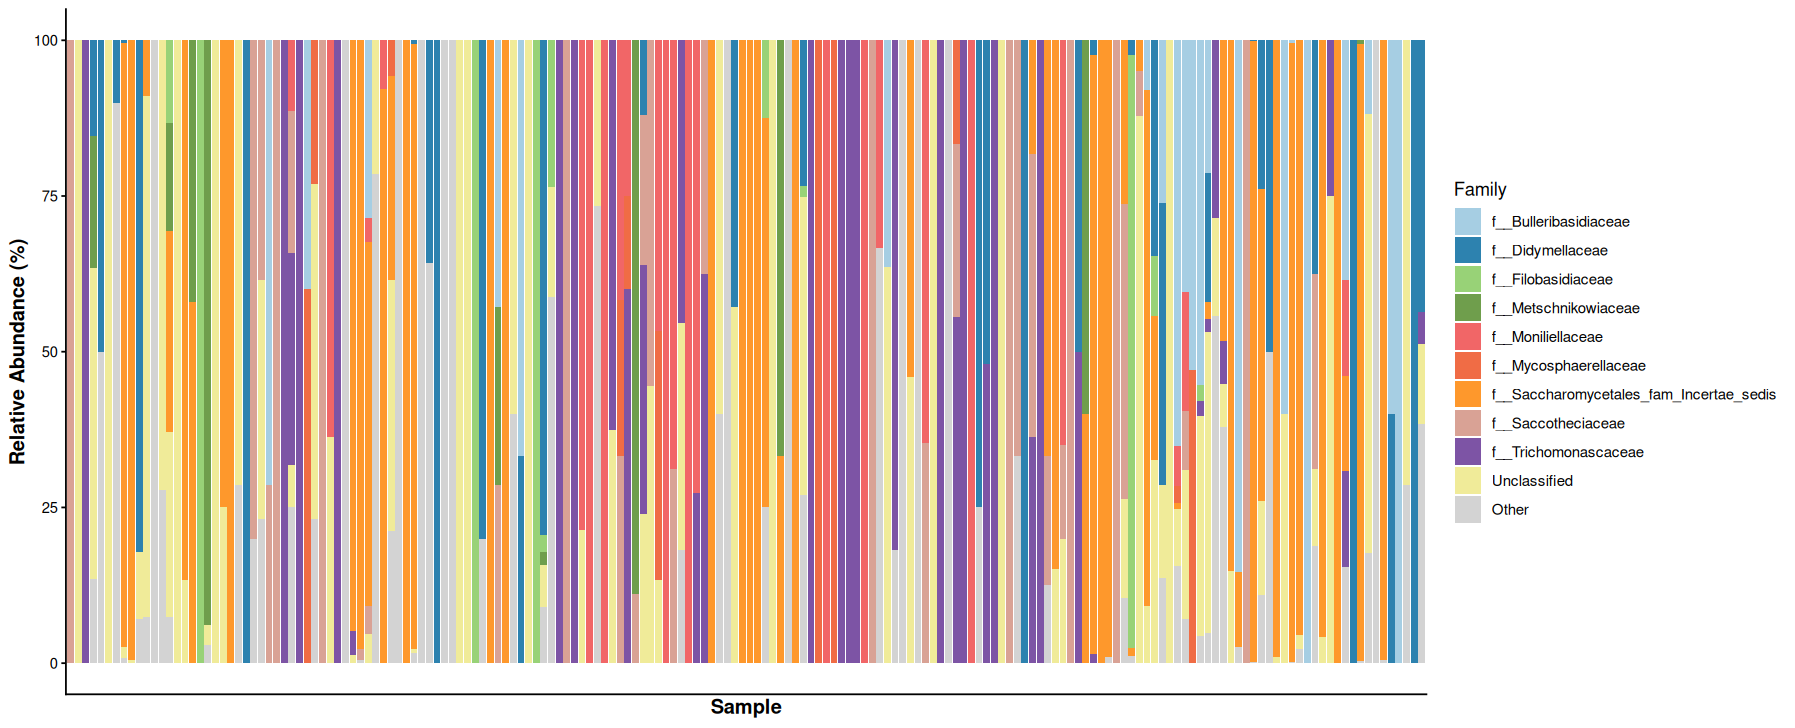 100
75
50
25
0
Relative Abundance (%)
Sample
Family
f__Bulleribasidiaceae
f__Didymellaceae
f__Filobasidiaceae
f__Metschnikowiaceae
f__Moniliellaceae
f__Mycosphaerellaceae
f__Saccharomycetales_fam_Incertae_sedis
f__Saccotheciaceae
f__Trichomonascaceae
Unclassified
Other